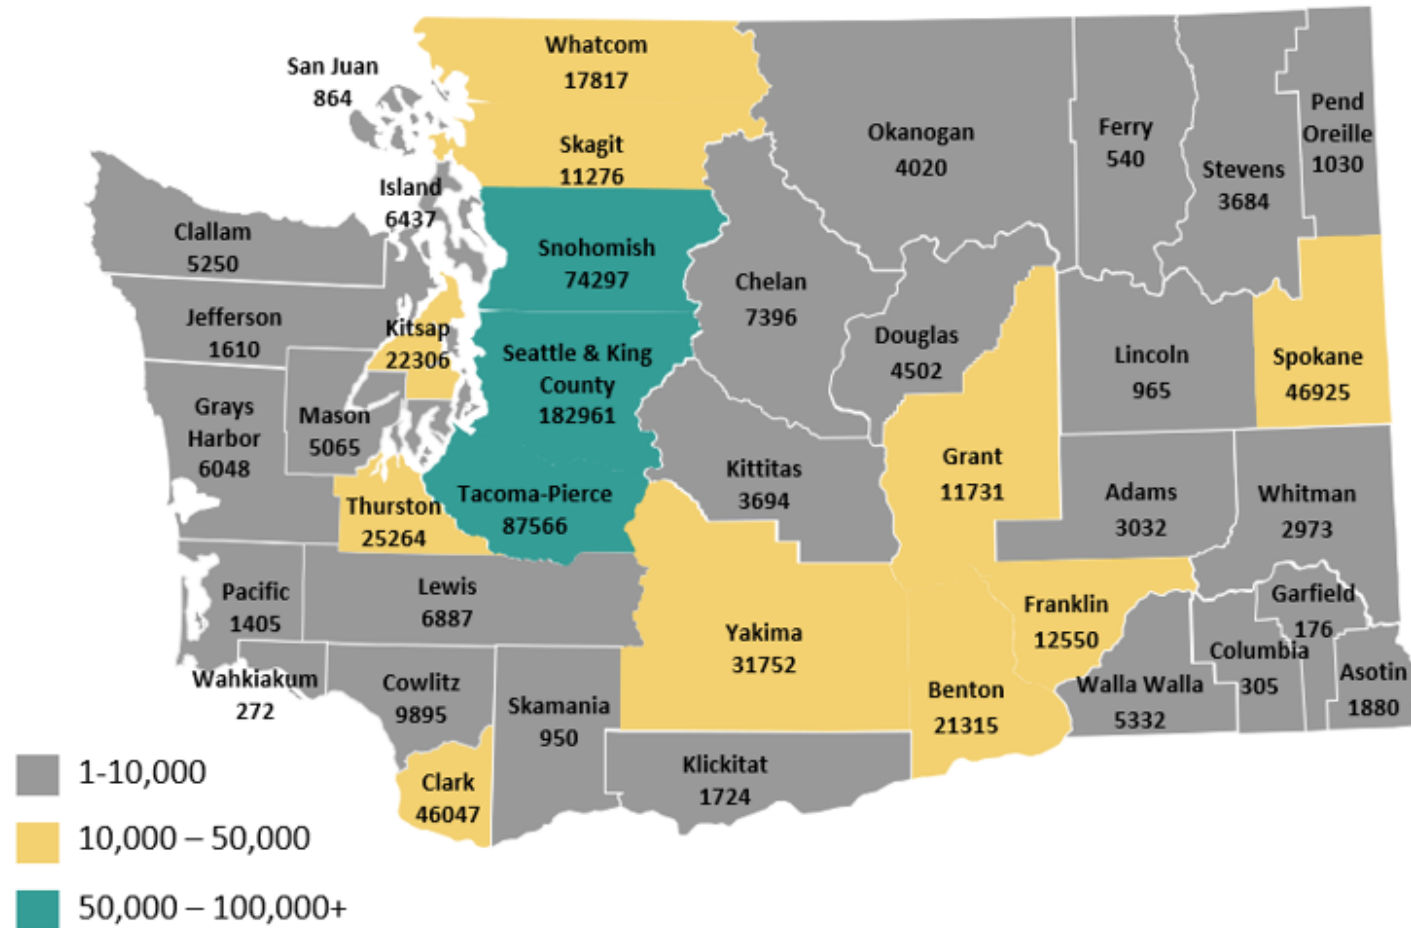 Whatcom
17817
San Juan
864
Skagit
11276
Island
6437
Okanogan
4020
Ferry
540
Stevens
3684
Pend
Oreille
1030
Clallam
5250
Snohomish
74297
Chelan
7396
Jefferson
1610
Kitsap
22306
Douglas
4502
Seattle & King
County
182961
Lincoln
965
Spokane
46925
Grays
Harbor
6048
Mason
5065
Kittitas
3694
Grant
11731
Adams
3032
Whitman
2973
Thurston
25264
Tacoma-Pierce
87566
Pacific
1405
Lewis
6887
Yakima
31752
Franklin
12550
Garfield
176
Columbia
305
Asotin
1880
Wahkiakum
272
Cowlitz
9895
Skamania
950
Benton
21315
Walla Walla
5332
Clark
46047
Klickitat
1724
1-10,000
10,000 – 50,000
50,000 – 100,000+